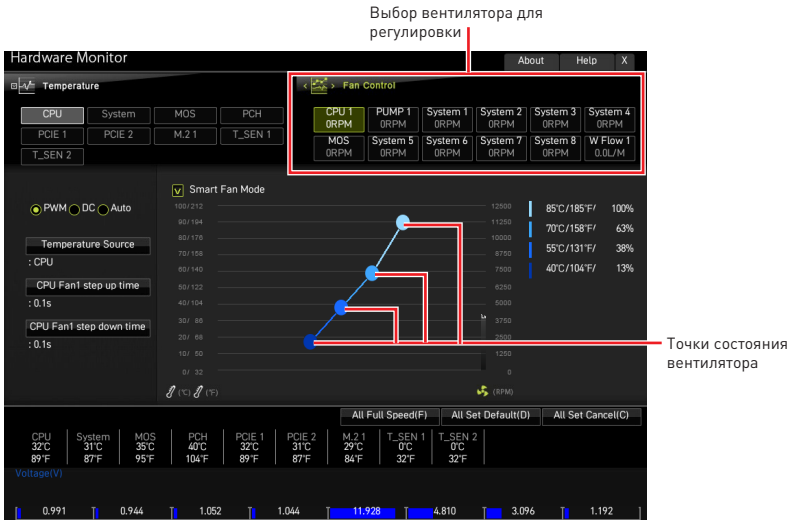 Выбор вентилятора для
регулировки
Hardware Monitor
About Help X
Temperature
CPU System MOS PCH
PCIE 1 PCIE 2 M.2 1 T_SEN 1
T_SEN 2
< > Fan Control
CPU 1 PUMP 1 System 1 System 2 System 3 System 4
0RPM 0RPM 0RPM 0RPM 0RPM 0RPM
MOS System 5 System 6 System 7 System 8 W Flow 1
0RPM 0RPM 0RPM 0RPM 0RPM 0.0L/M
PWM DC Auto
Temperature Source
: CPU
CPU Fan1 step up time
: 0.1s
CPU Fan1 step down time
: 0.1s
V Smart Fan Mode
100/212 12500
90/194 11250
80/176 10000
70/158 8750
60/140 7500
50/122 6250
40/104 5000
30/ 86 3750
20/ 68 2500
10/ 50 1250
0/ 32 0
(℃) (℉) (RPM)
85℃/185℉/ 100%
70℃/158℉/ 63%
55℃/131℉/ 38%
40℃/104℉/ 13%
Точки состояния
вентилятора
All Full Speed(F) All Set Default(D) All Set Cancel(C)
CPU System MOS PCH PCIE 1 PCIE 2 M.2 1 T_SEN 1 T_SEN 2
32℃ 31℃ 35℃ 40℃ 32℃ 31℃ 29℃ 0℃ 0℃
89℉ 87℉ 95℉ 104℉ 89℉ 87℉ 84℉ 32℉ 32℉
Voltage(V)
0.991 0.944 1.052 1.044 11.928 4.810 3.096 1.192